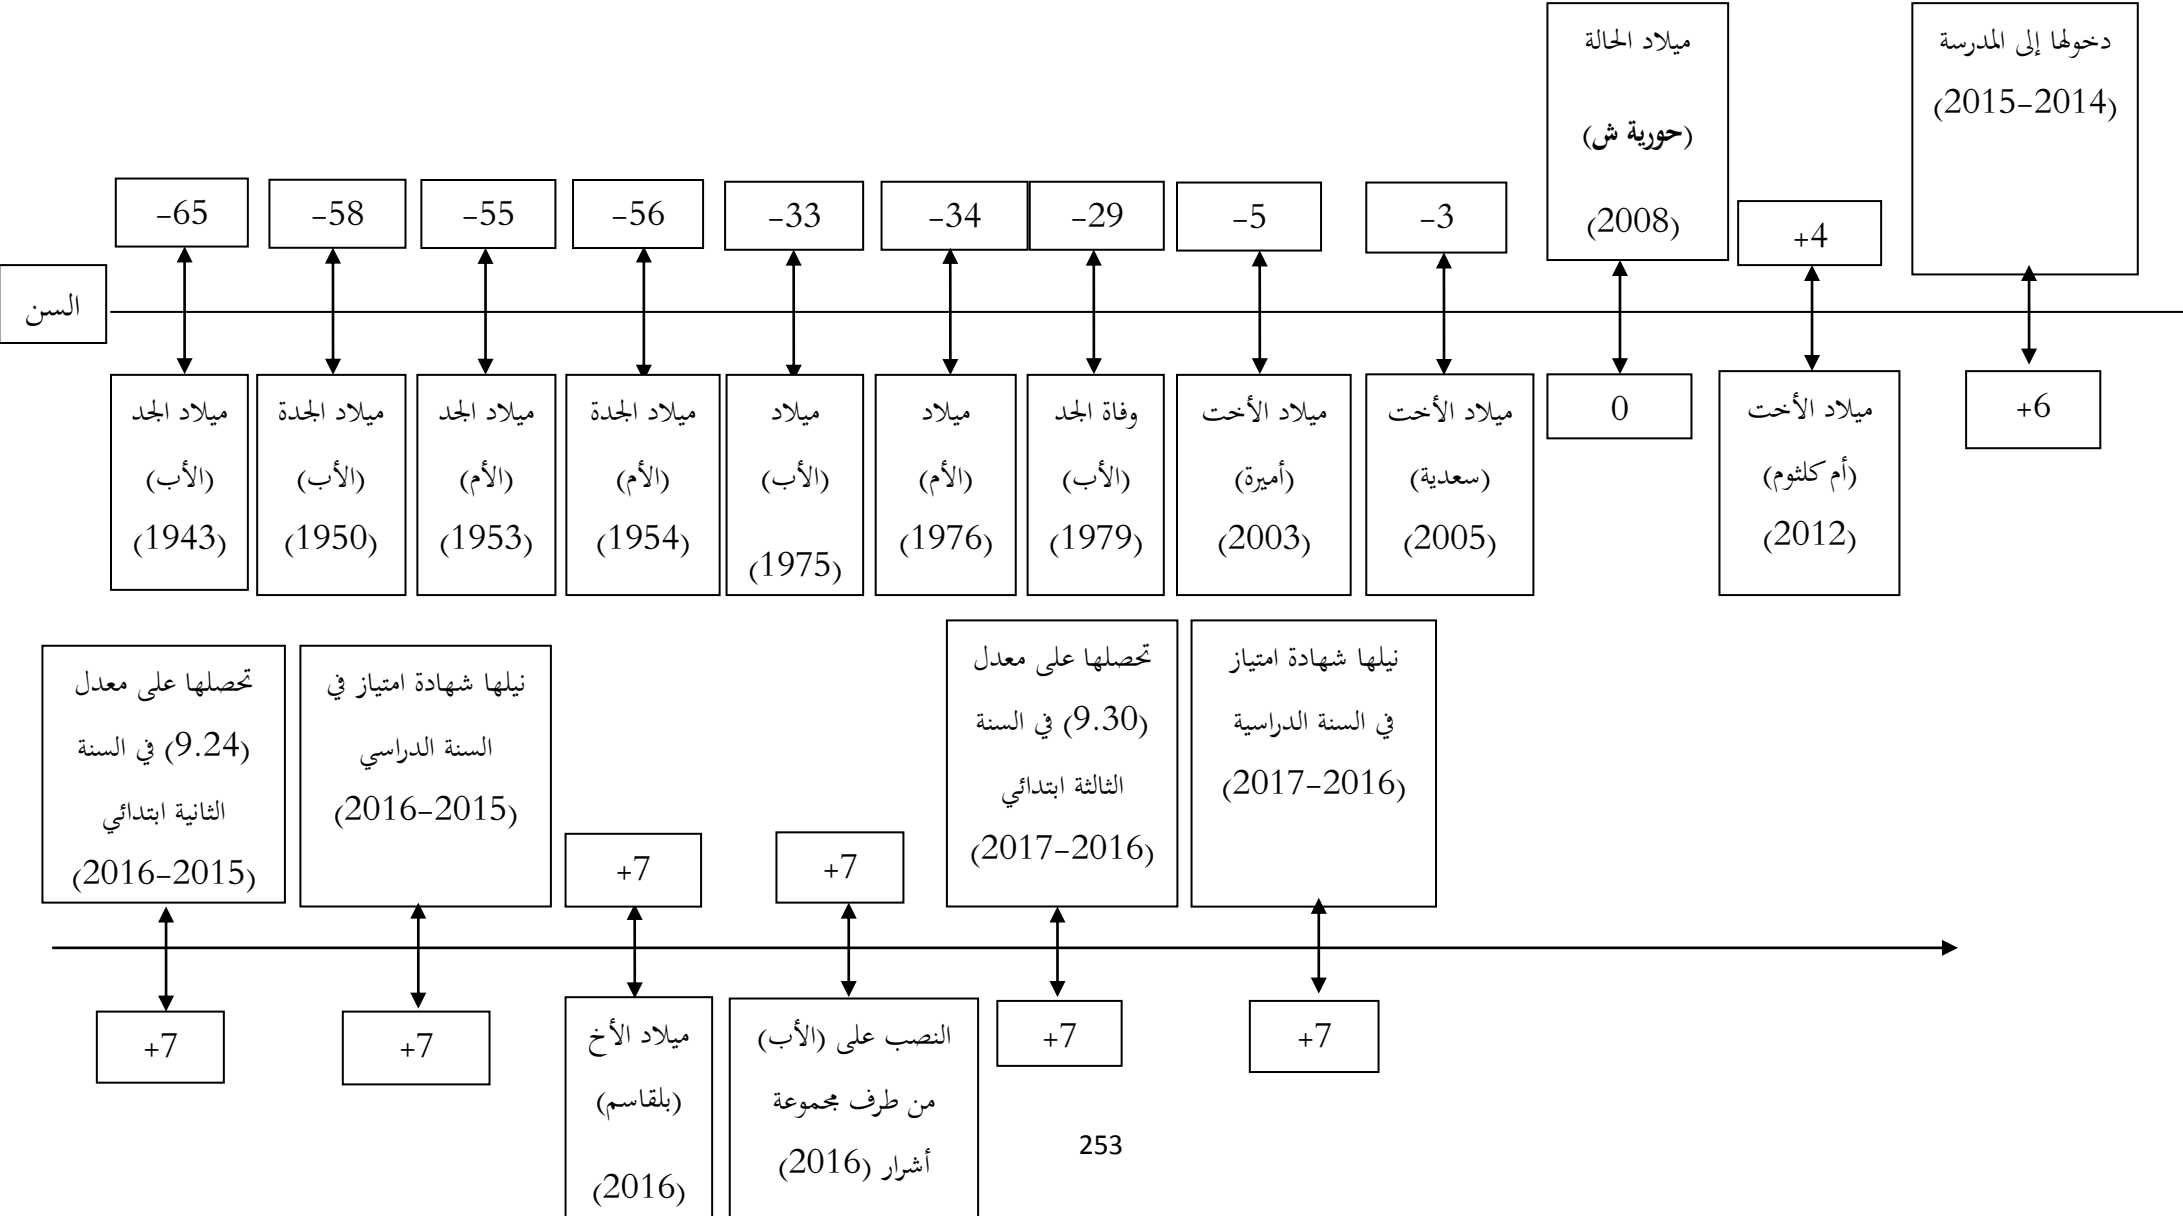 ميلاد الحالة
(حورية ش)
(2008)
دخولها إلى المدرسة
(2014-2015)
-65
-58
-55
-56
-33
-34
-29
-5
-3
+4
السن
ميلاد الجد
(الأب)
(1943)
ميلاد الجدة
(الأب)
(1950)
ميلاد الجد
(الأم)
(1953)
ميلاد الجدة
(الأم)
(1954)
ميلاد
(الأب)
(1975)
ميلاد
(الأم)
(1976)
وفاة الجد
(الأب)
(1979)
ميلاد الأخت
(أميرة)
(2003)
ميلاد الأخت
(سعدية)
(2005)
0
ميلاد الأخت
(أم كلثوم)
(2012)
+6
تحصلها على معدل
(9.24) في السنة
الثانية ابتدائي
(2015-2016)
نيلها شهادة امتياز في
السنة الدراسي
(2015-2016)
+7
+7
تحصلها على معدل
(9.30) في السنة
الثالثة ابتدائي
(2016-2017)
نيلها شهادة امتياز
في السنة الدراسية
(2016-2017)
+7
+7
ميلاد الأخ
(بلقاسم)
(2016)
النصب على (الأب)
من طرف مجموعة
أشرار (2016)
+7
+7
253